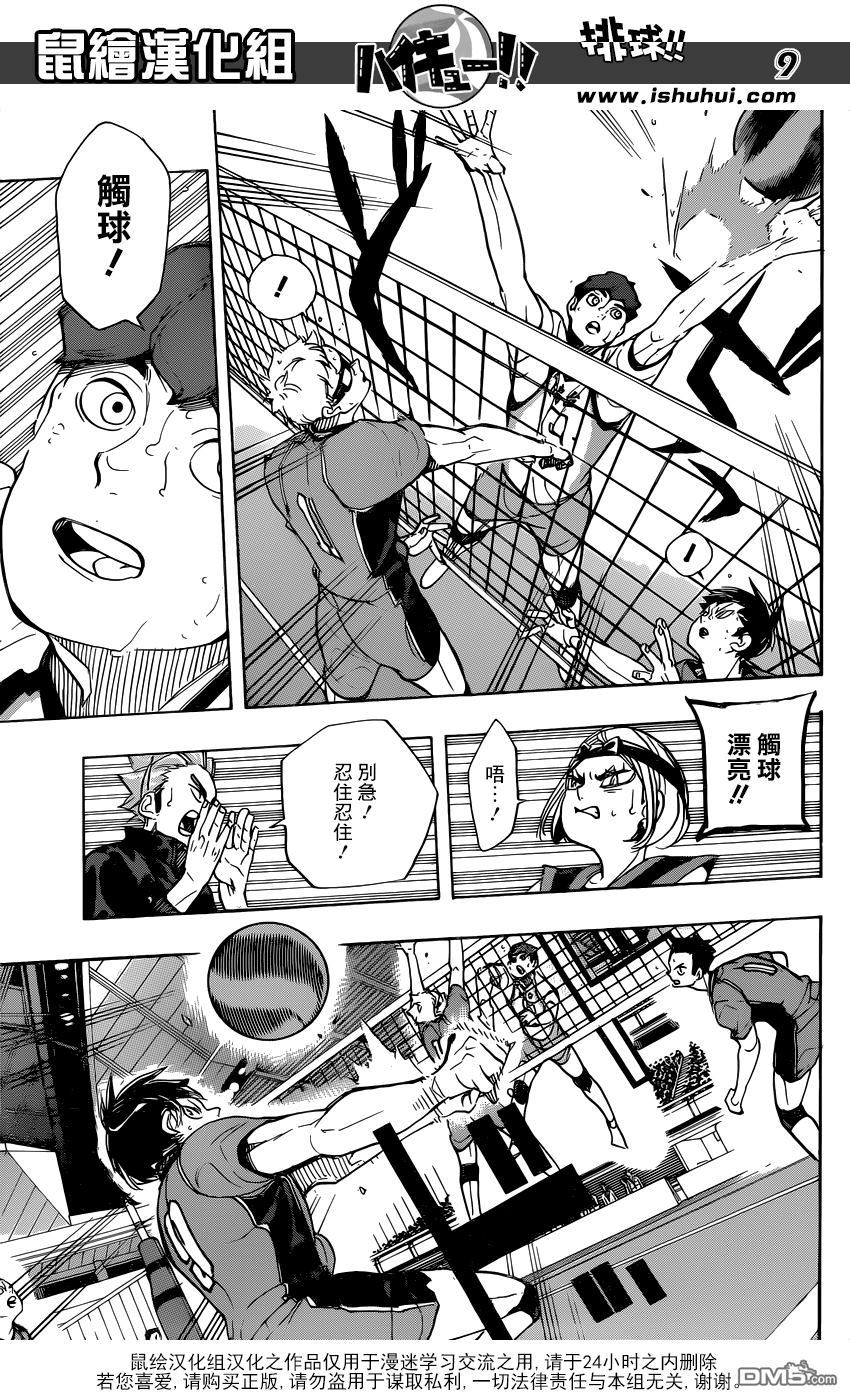 鼠繪漢化組
ハイキュー!!
排球!!
9
www.ishuhui.com
!
!
觸球!
觸球
漂亮!!
唔…!
別急!
忍住忍住!
鼠绘汉化组汉化之作品仅用于漫迷学习交流之用, 请于24小时之内删除
若您喜爱, 请购买正版, 请勿用于谋取私利, 一切法律责任与本组无关, 谢谢。
DM5.com